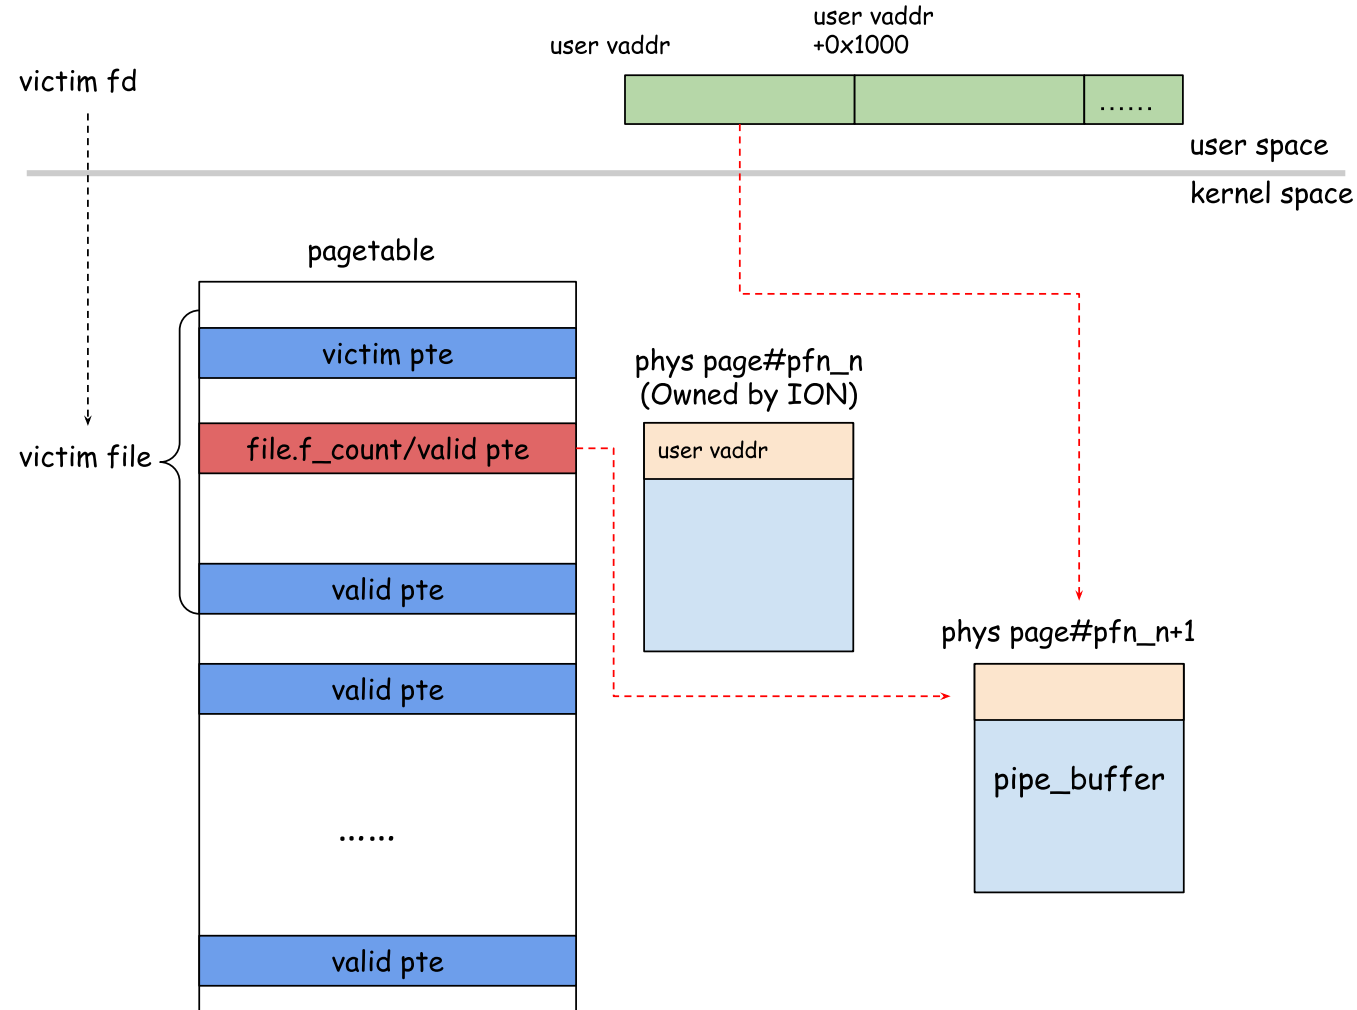 user vaddr
user vaddr
+0x1000
victim fd
......
user space
kernel space
pagetable
victim pte
phys page#pfn_n
(Owned by ION)
file.f_count/valid pte
user vaddr
victim file
valid pte
phys page#pfn_n+1
valid pte
pipe_buffer
......
valid pte